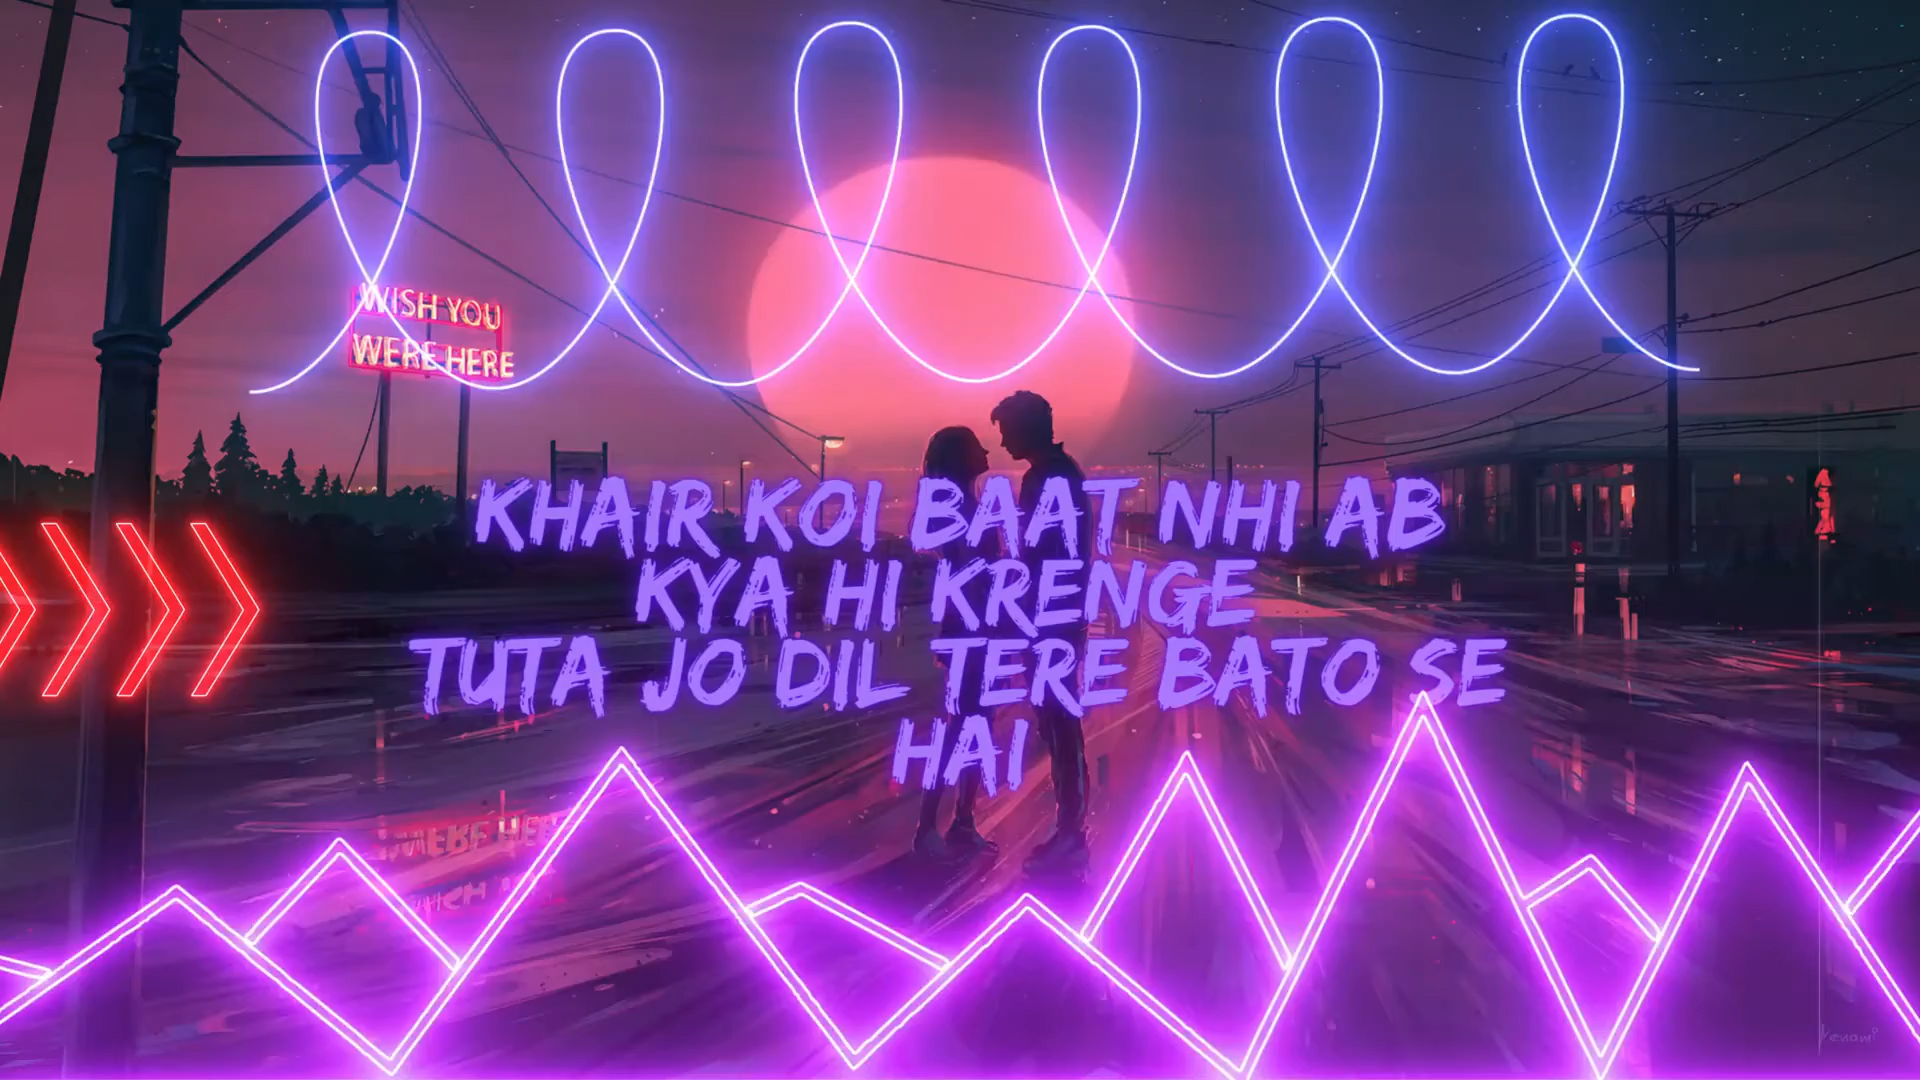 WISH YOU
WERE HERE
KHAIR KOI BAAT NHI AB
KYA HI KRENGE
TUTA JO DIL TERE BATO SE
HAI